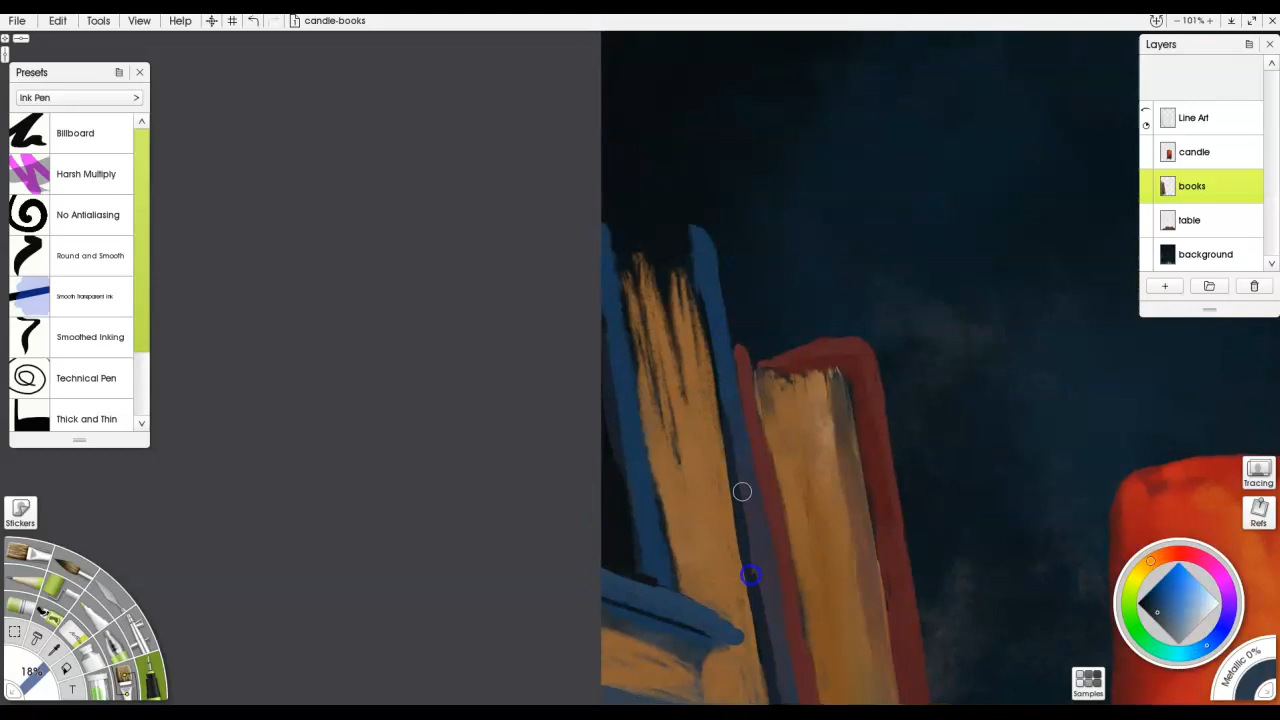 File Edit Tools View Help candle-books 101%
Presets
Ink Pen >
Billboard
Harsh Multiply
No Antialiasing
Round and Smooth
Smooth Transparent Ink
Smoothed Inking
Technical Pen
Thick and Thin
Layers
Line Art
candle
books
table
background
Tracing
Refs
Stickers
18%
T
Samples
Metallic 0%